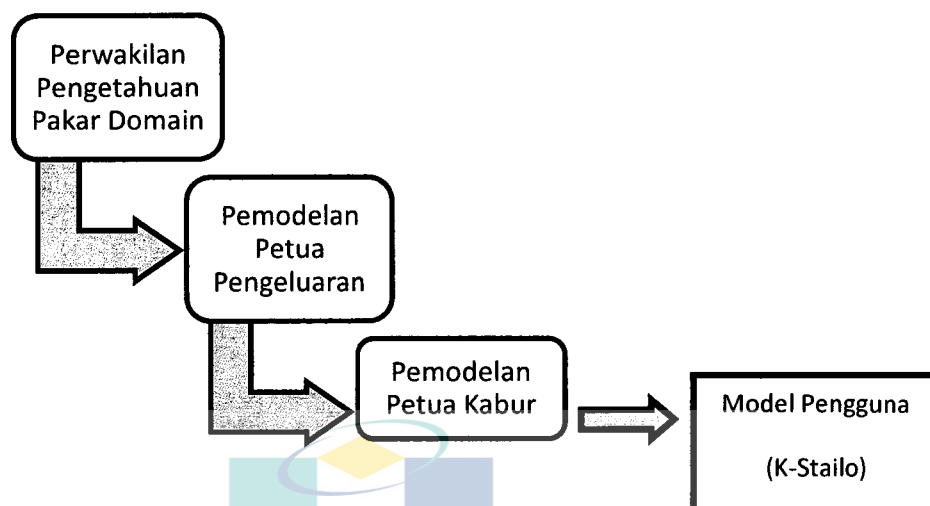 Perwakilan
Pengetahuan
Pakar Domain
Pemodelan
Petua
Pengeluaran
Pemodelan
Petua Kabur
Model Pengguna
(K-Stailo)